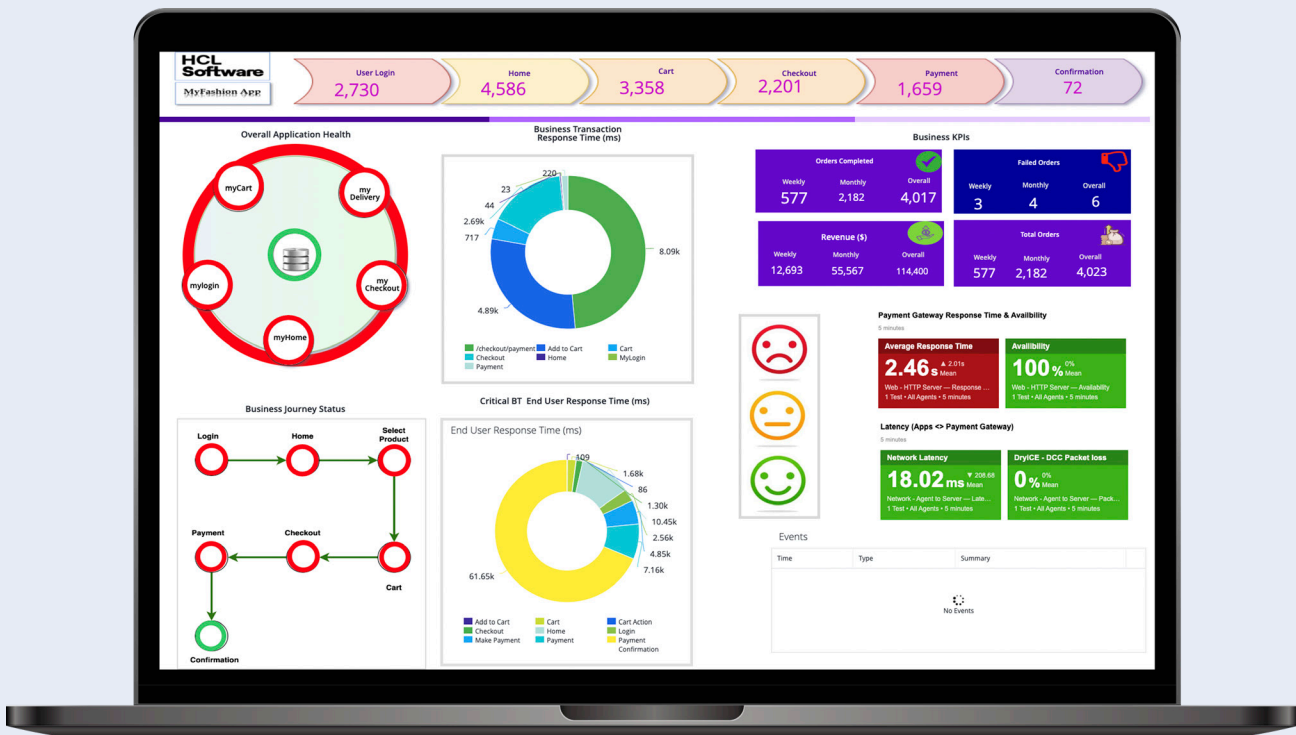 HCL
Software
MyFashion App
User Login
2,730
Home
4,586
Cart
3,358
Checkout
2,201
Payment
1,659
Confirmation
72
Overall Application Health
myCart
my
Delivery
mylogin
my
Checkout
myHome
Business Transaction
Response Time (ms)
220
23
44
2.69k
717
8.09k
4.89k
/checkout/payment
Add to Cart
Cart
Checkout
Home
MyLogin
Payment
Business KPIs
Orders Completed
Weekly Monthly Overall
577 2,182 4,017
Failed Orders
Weekly Monthly Overall
3 4 6
Revenue ($)
Weekly Monthly Overall
12,693 55,567 114,400
Total Orders
Weekly Monthly Overall
577 2,182 4,023
Payment Gateway Response Time & Availbility
5 minutes
Average Response Time
2.46 s ▲ 2.01s
Mean
Web - HTTP Server — Response ...
1 Test • All Agents • 5 minutes
Availibility
100 % 0%
Mean
Web - HTTP Server — Availability
1 Test • All Agents • 5 minutes
Latency (Apps <> Payment Gateway)
5 minutes
Network Latency
18.02 ms ▼ 208.68
Mean
Network - Agent to Server — Late...
1 Test • All Agents • 5 minutes
DryICE - DCC Packet loss
0 % 0%
Mean
Network - Agent to Server — Pack...
1 Test • All Agents • 5 minutes
Business Journey Status
Login
Home
Select
Product
Payment
Checkout
Cart
Confirmation
Critical BT End User Response Time (ms)
End User Response Time (ms)
109
1.68k
86
1.30k
10.45k
2.56k
4.85k
7.16k
61.65k
Add to Cart
Cart
Cart Action
Checkout
Home
Login
Make Payment
Payment
Payment
Confirmation
Events
Time Type Summary
No Events